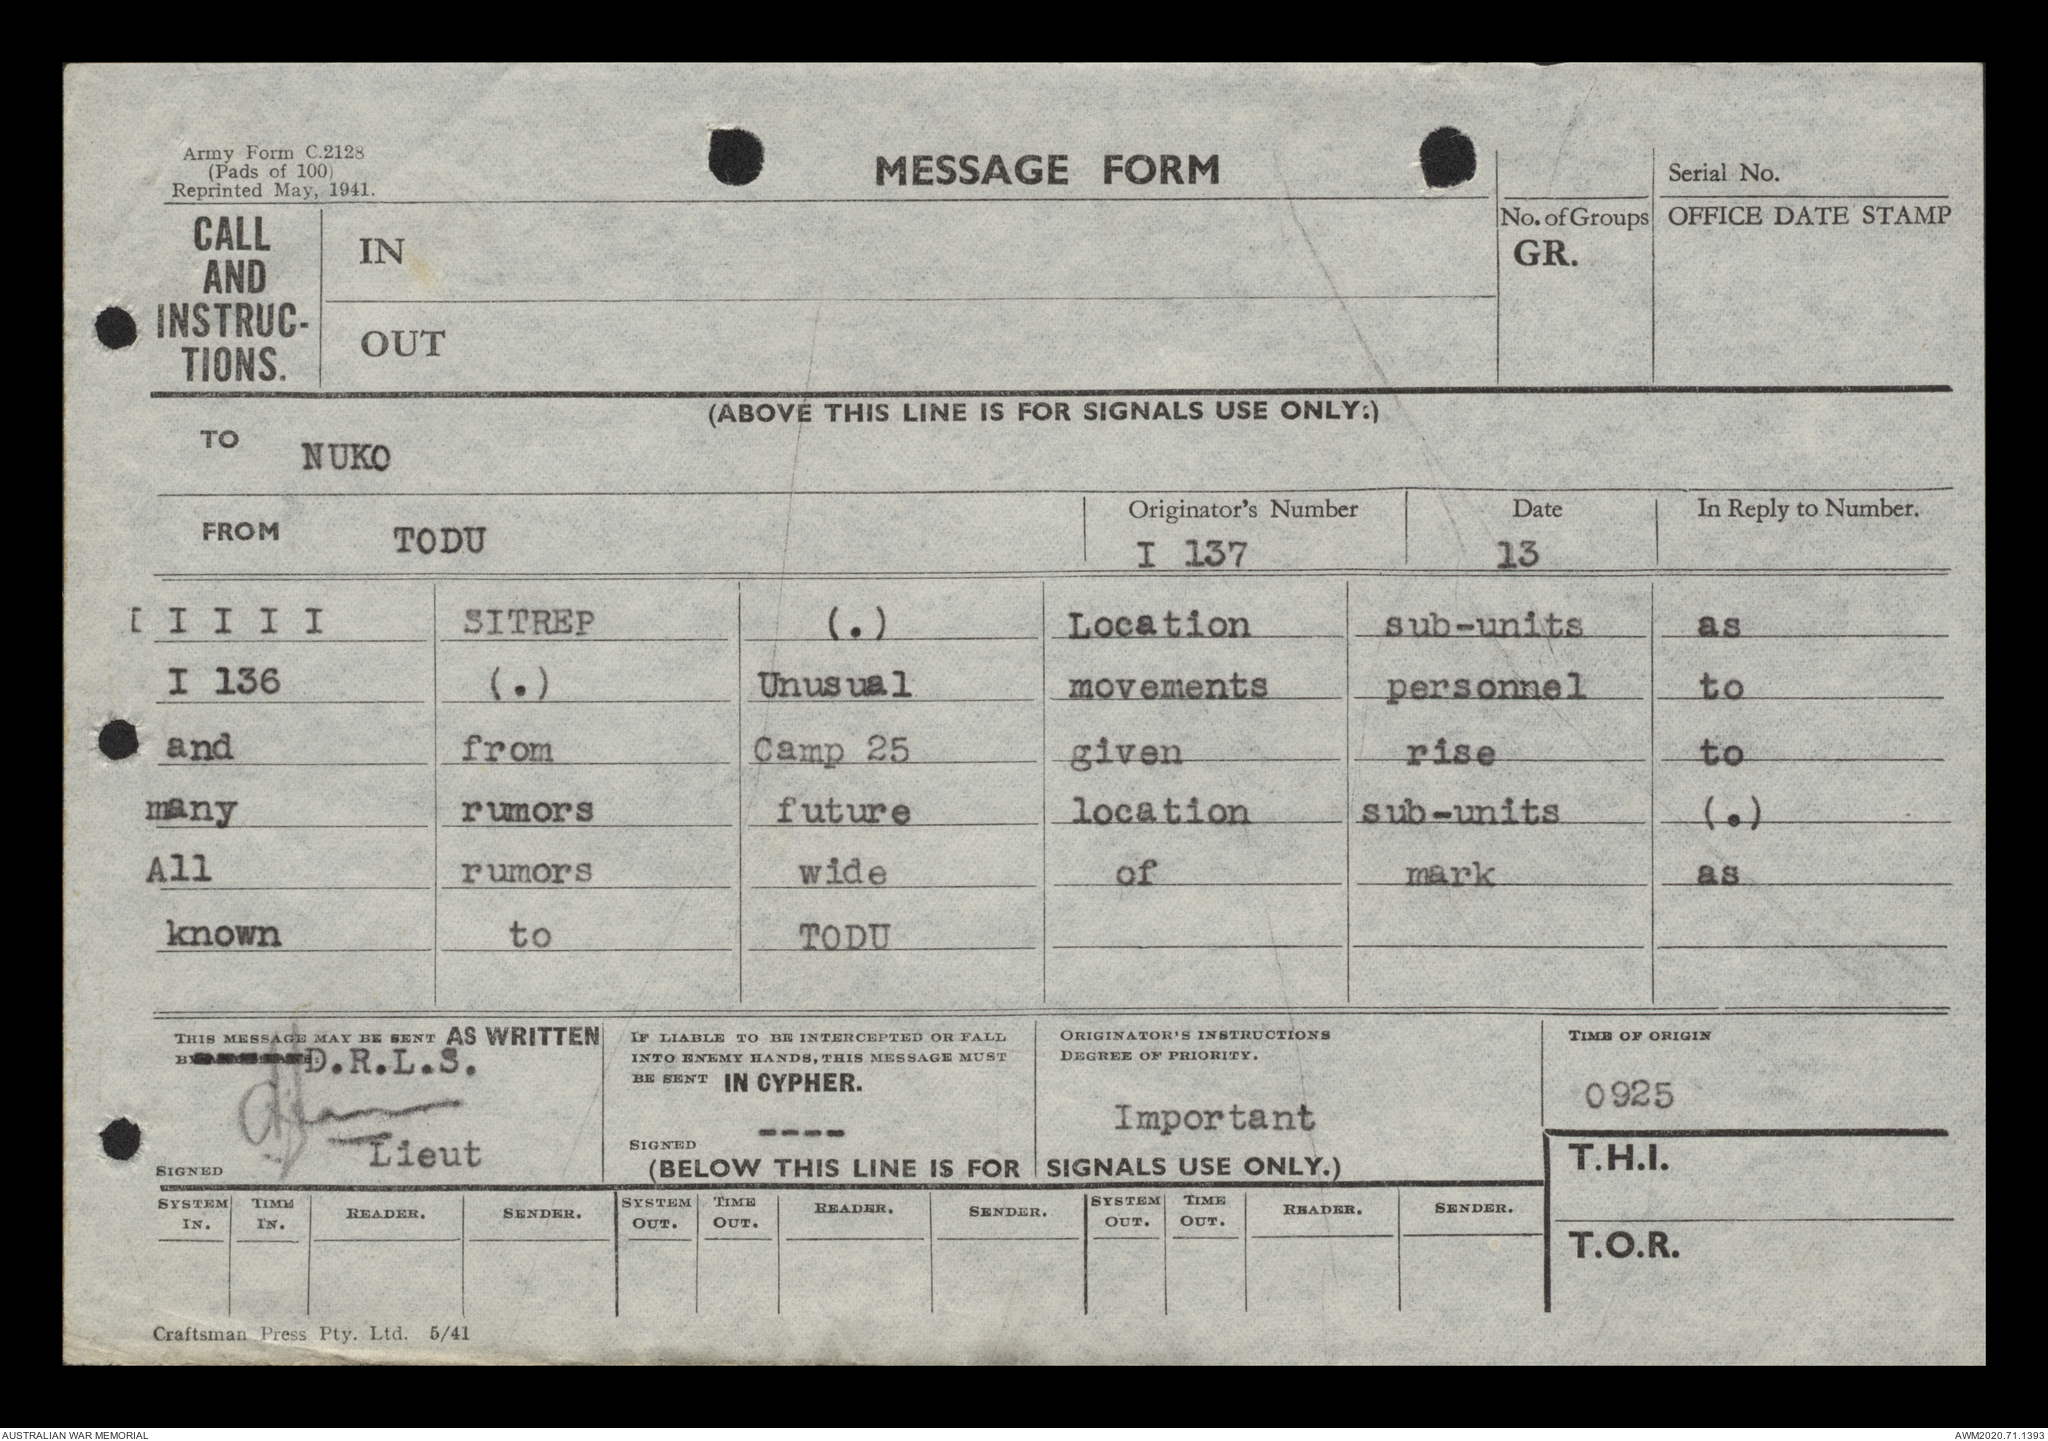 Army Form C.2128
(Pads of 100)
Reprinted May, 1941.
MESSAGE FORM
Serial No.
CALL
AND
INSTRUC-
TIONS.
IN
OUT
No. of Groups
GR.
OFFICE DATE STAMP
(ABOVE THIS LINE IS FOR SIGNALS USE ONLY.)
TO NUKO
FROM TODU
Originator's Number
I 137
Date
13
In Reply to Number.
I I I I I SITREP (.) Location sub-units as
I 136 (.) Unusual movements personnel to
and from Camp 25 given rise to
many rumors future location sub-units (.)
All rumors wide of mark as
known to TODU
THIS MESSAGE MAY BE SENT AS WRITTEN
BY D.R.L.S.
Lieut
SIGNED
IF LIABLE TO BE INTERCEPTED OR FALL
INTO ENEMY HANDS, THIS MESSAGE MUST
BE SENT IN CYPHER.
----
SIGNED
ORIGINATOR'S INSTRUCTIONS
DEGREE OF PRIORITY.
Important
TIME OF ORIGIN
0925
(BELOW THIS LINE IS FOR SIGNALS USE ONLY.)
T.H.I.
T.O.R.
SYSTEM IN. TIME IN. READER. SENDER. SYSTEM OUT. TIME OUT. READER. SENDER. SYSTEM OUT. TIME OUT. READER. SENDER.
Craftsman Press Pty. Ltd. 5/41
AUSTRALIAN WAR MEMORIAL
AWM2020.71.1393